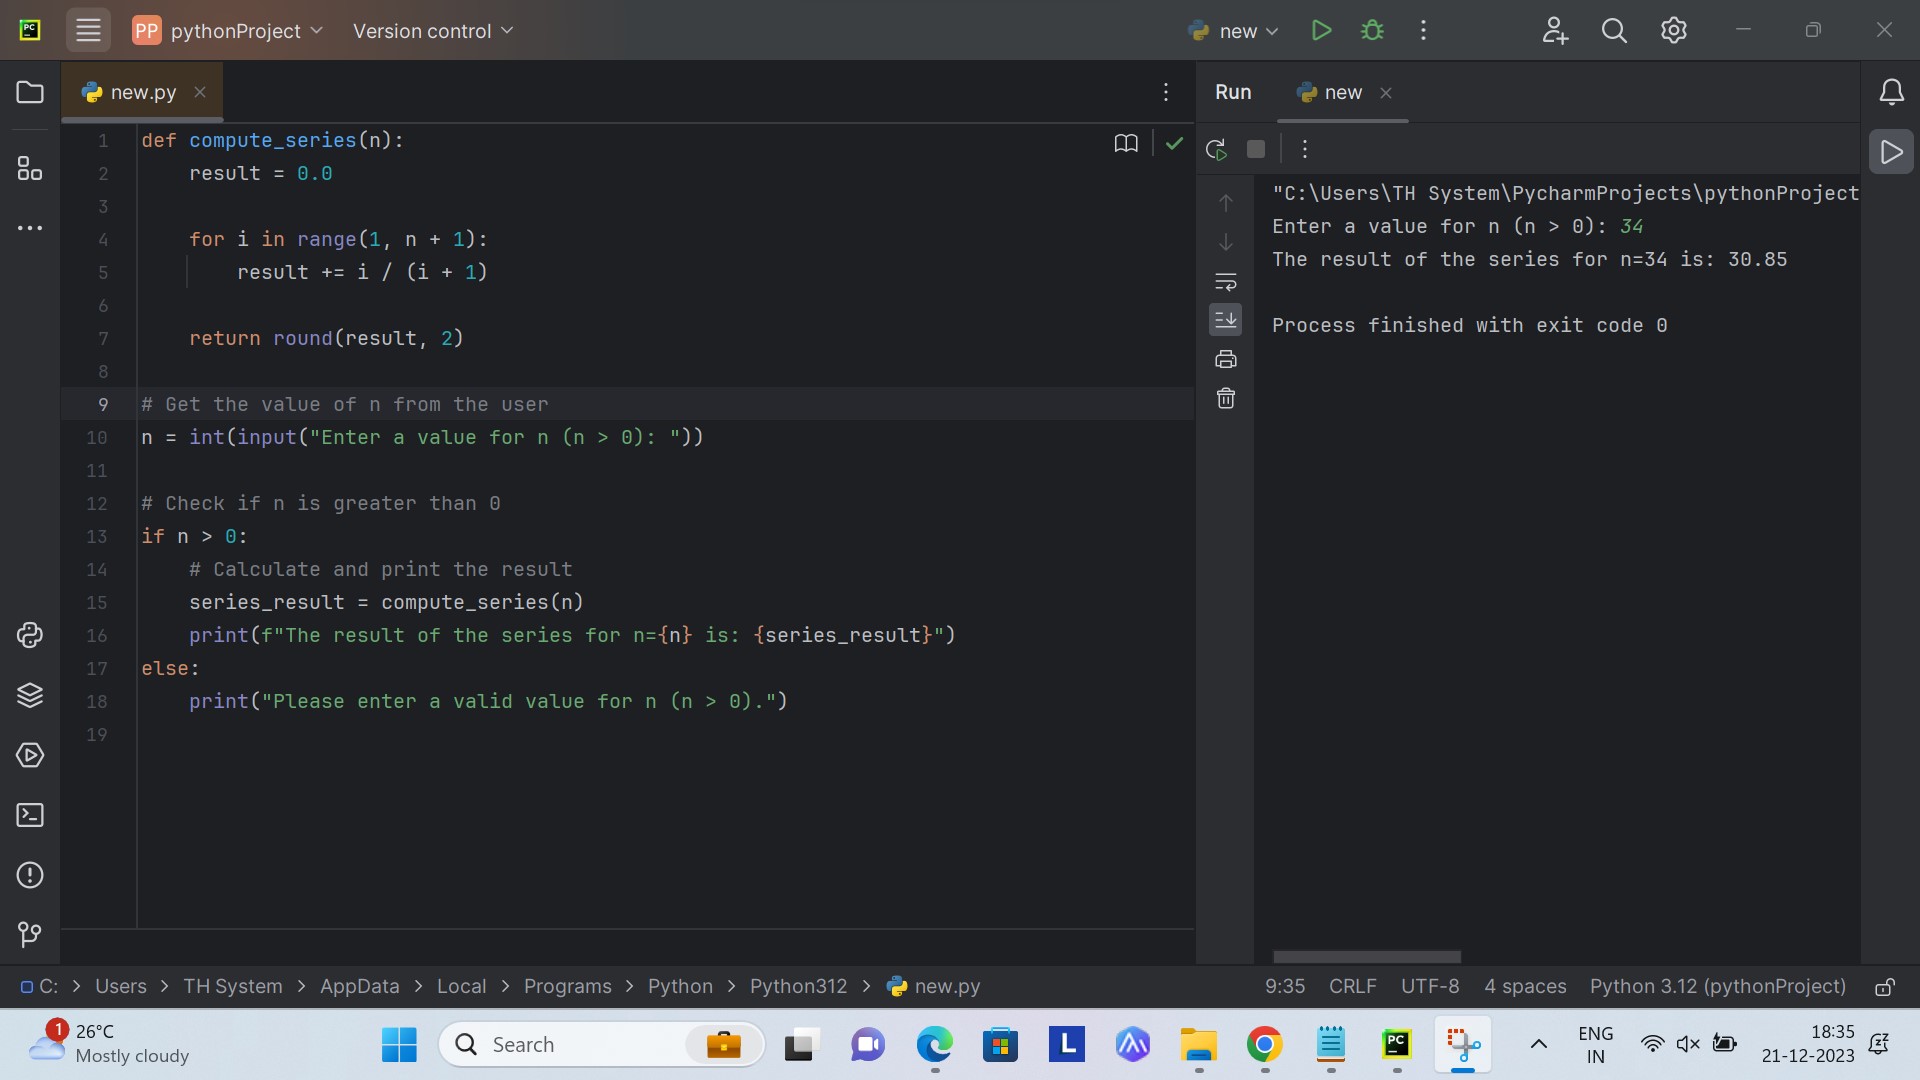 PC
PP pythonProject Version control new
new.py
Run new
1 def compute_series(n):
2     result = 0.0
3
4     for i in range(1, n + 1):
5         result += i / (i + 1)
6
7     return round(result, 2)
8
9 # Get the value of n from the user
10 n = int(input("Enter a value for n (n > 0): "))
11
12 # Check if n is greater than 0
13 if n > 0:
14     # Calculate and print the result
15     series_result = compute_series(n)
16     print(f"The result of the series for n={n} is: {series_result}")
17 else:
18     print("Please enter a valid value for n (n > 0).")
19
"C:\Users\TH System\PycharmProjects\pythonProject
Enter a value for n (n > 0): 34
The result of the series for n=34 is: 30.85
Process finished with exit code 0
C: > Users > TH System > AppData > Local > Programs > Python > Python312 > new.py
9:35 CRLF UTF-8 4 spaces Python 3.12 (pythonProject)
1
26°C
Mostly cloudy
Search
L
PC
ENG
IN
18:35
21-12-2023